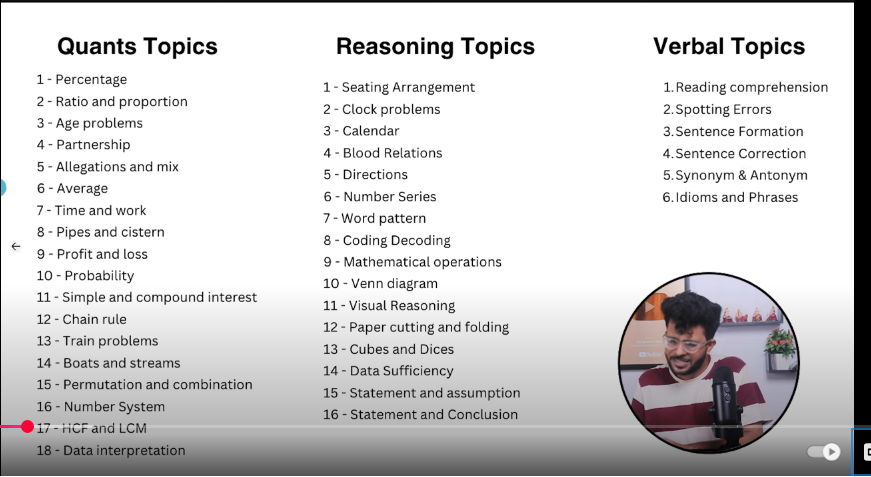 Quants Topics
1 - Percentage
2 - Ratio and proportion
3 - Age problems
4 - Partnership
5 - Allegations and mix
6 - Average
7 - Time and work
8 - Pipes and cistern
9 - Profit and loss
10 - Probability
11 - Simple and compound interest
12 - Chain rule
13 - Train problems
14 - Boats and streams
15 - Permutation and combination
16 - Number System
17 - HCF and LCM
18 - Data interpretation
Reasoning Topics
1 - Seating Arrangement
2 - Clock problems
3 - Calendar
4 - Blood Relations
5 - Directions
6 - Number Series
7 - Word pattern
8 - Coding Decoding
9 - Mathematical operations
10 - Venn diagram
11 - Visual Reasoning
12 - Paper cutting and folding
13 - Cubes and Dices
14 - Data Sufficiency
15 - Statement and assumption
16 - Statement and Conclusion
Verbal Topics
1. Reading comprehension
2. Spotting Errors
3. Sentence Formation
4. Sentence Correction
5. Synonym & Antonym
6. Idioms and Phrases